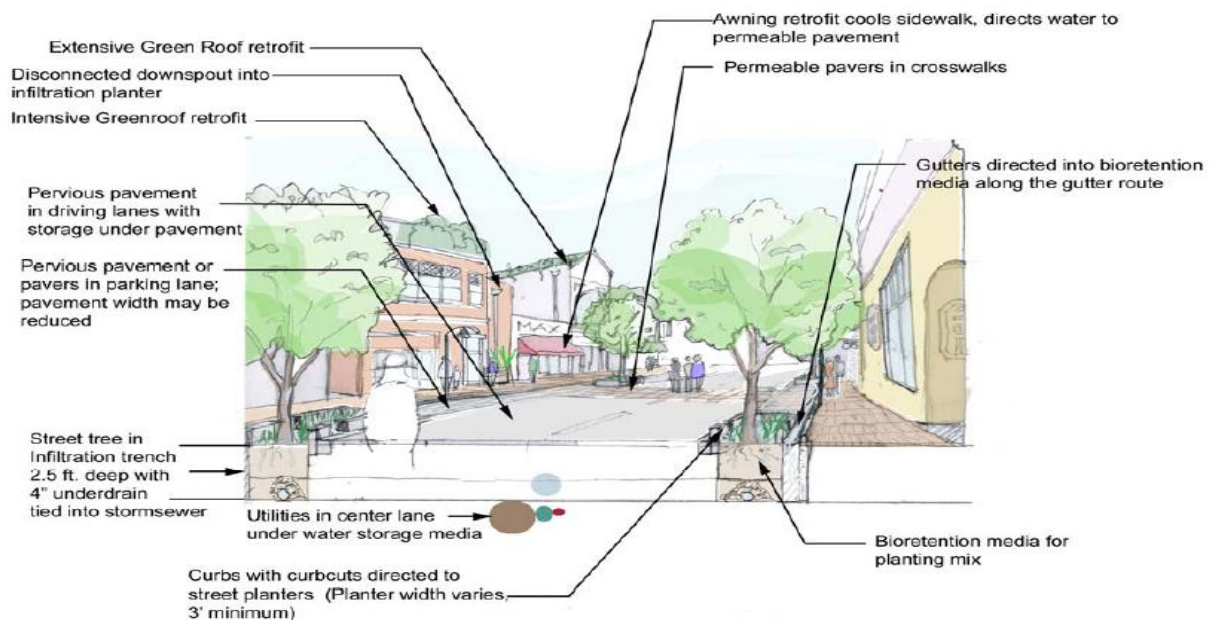 Extensive Green Roof retrofit
Disconnected downspout into
infiltration planter
Intensive Greenroof retrofit
Pervious pavement
in driving lanes with
storage under pavement
Pervious pavement or
pavers in parking lane;
pavement width may be
reduced
Street tree in
Infiltration trench
2.5 ft. deep with
4" underdrain
tied into stormsewer
Utilities in center lane
under water storage media
Curbs with curbcuts directed to
street planters (Planter width varies,
3' minimum)
Awning retrofit cools sidewalk, directs water to
permeable pavement
Permeable pavers in crosswalks
Gutters directed into bioretention
media along the gutter route
Bioretention media for
planting mix
MAX